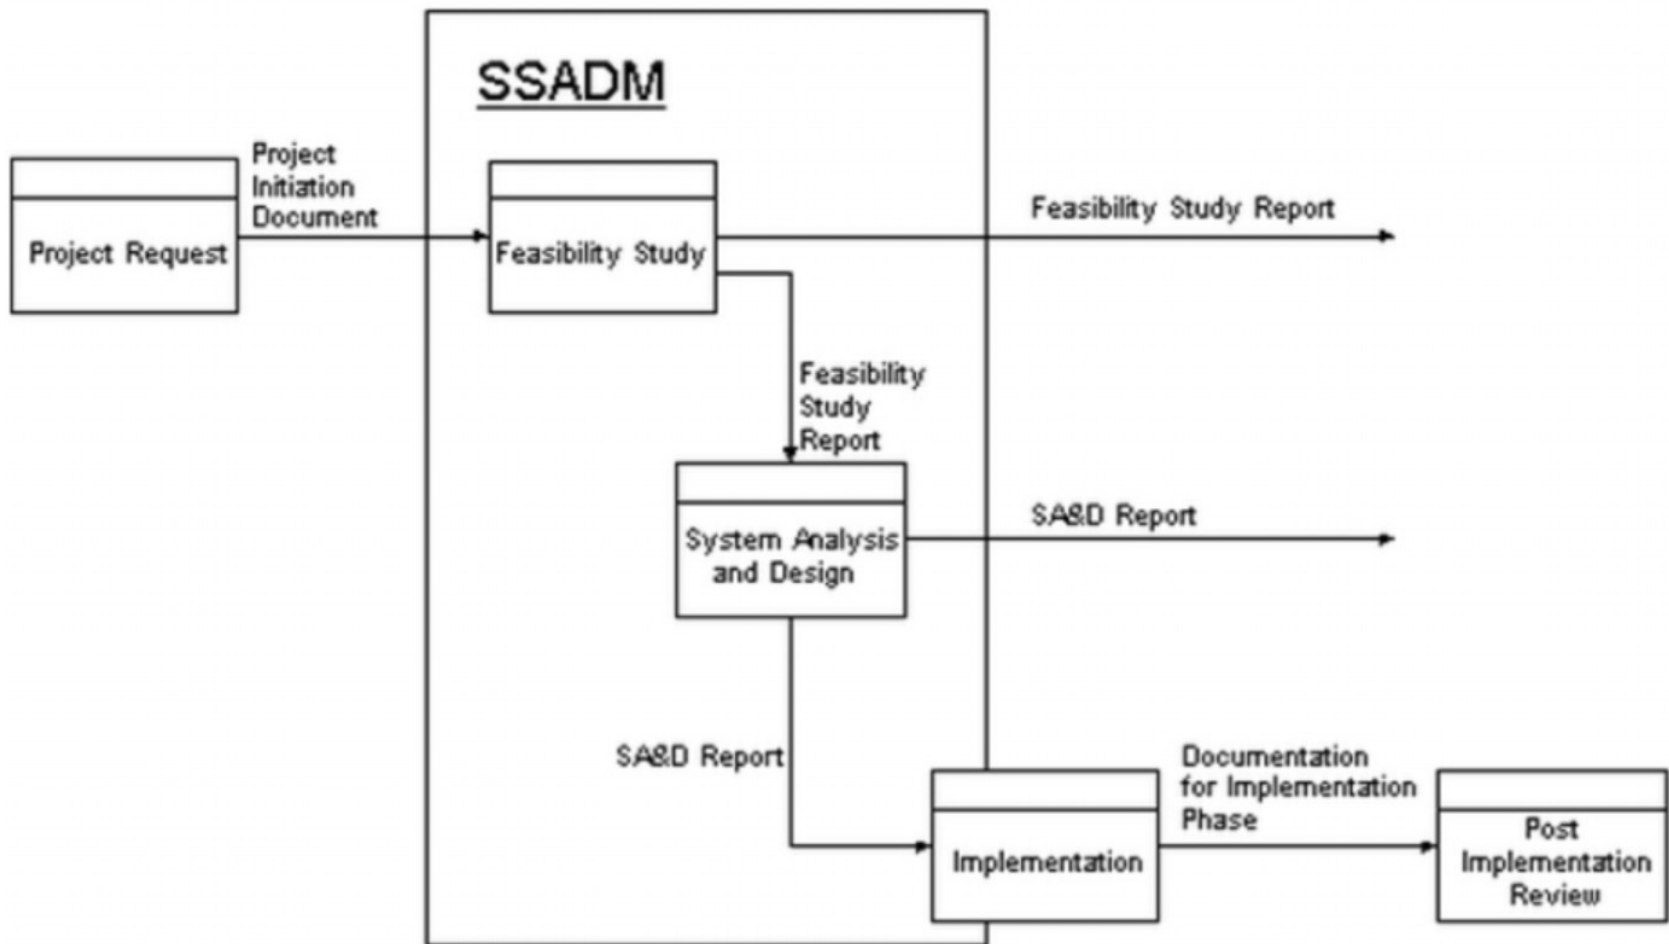 SSADM
Project
Initiation
Document
Project Request
Feasibility Study
Feasibility Study Report
Feasibility
Study
Report
System Analysis
and Design
SA&D Report
SA&D Report
Implementation
Documentation
for Implementation
Phase
Post
Implementation
Review